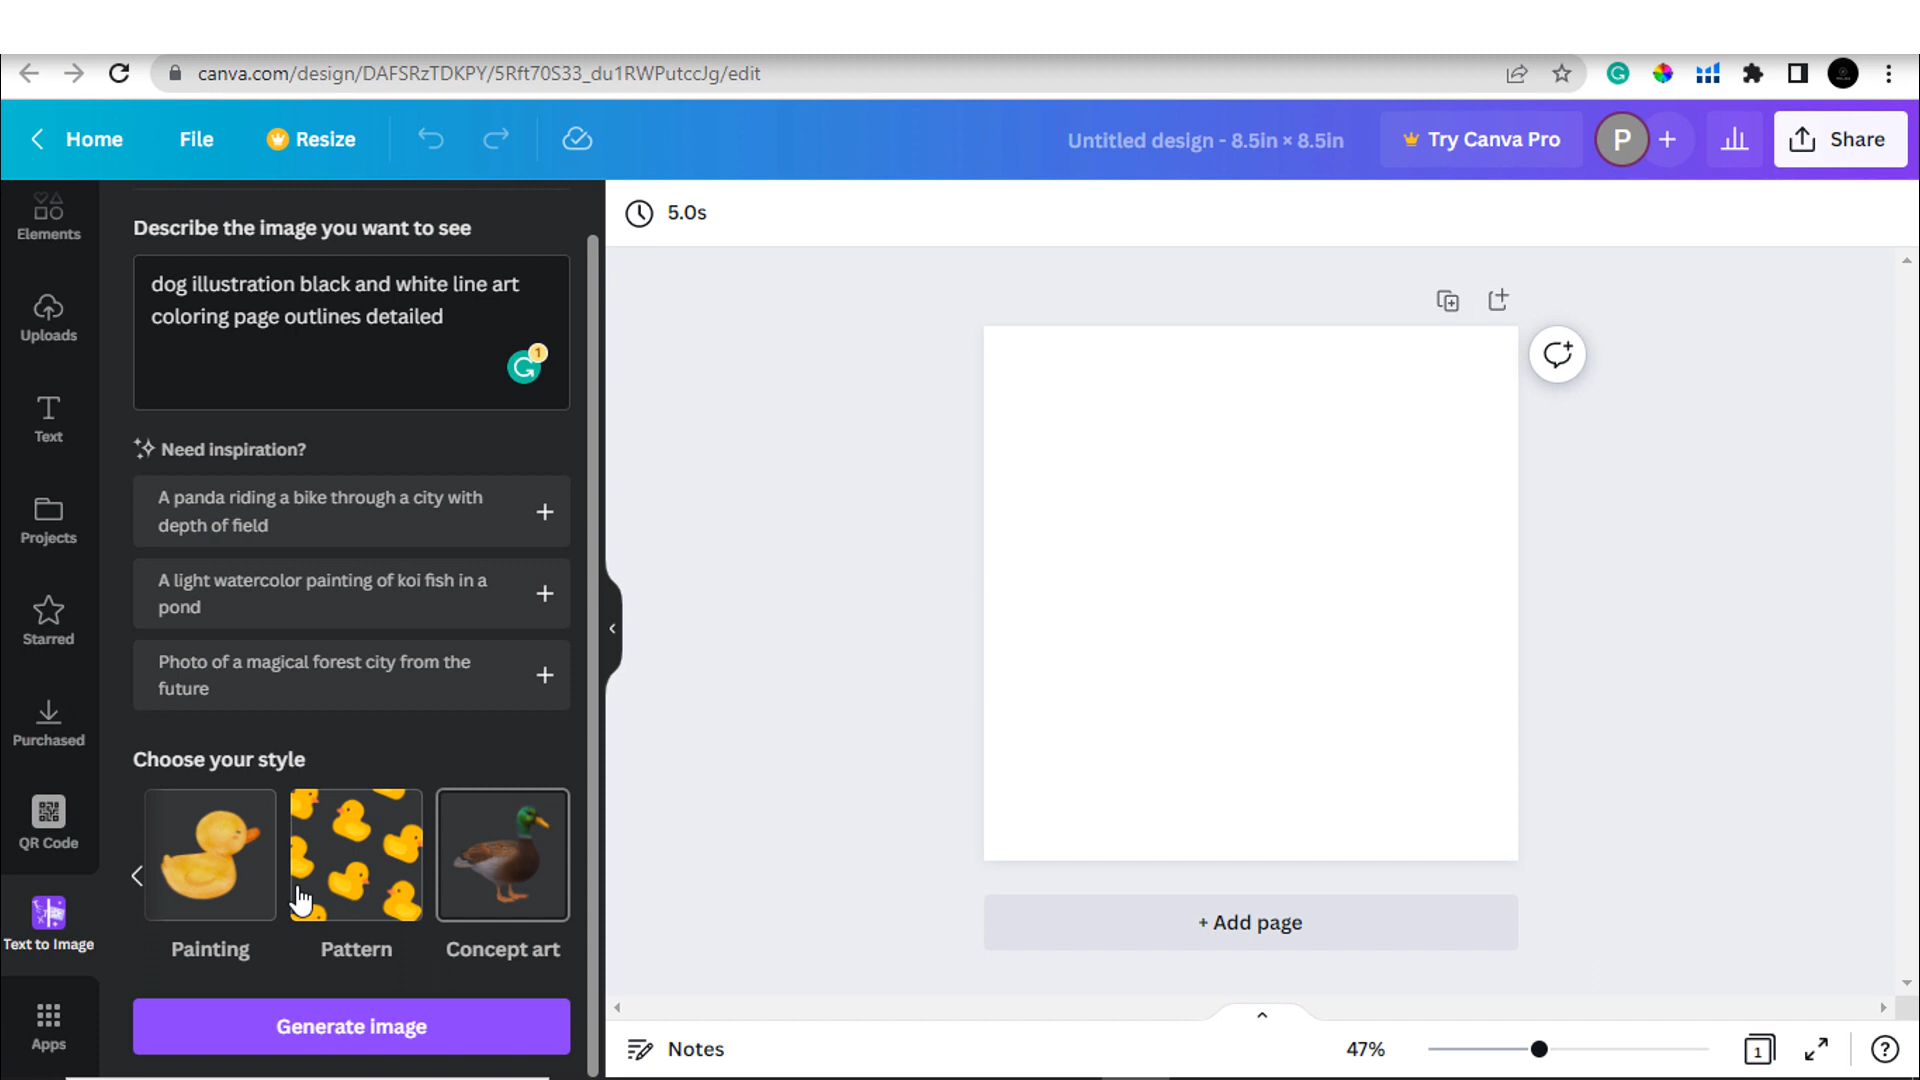 canva.com/design/DAFSRzTDKPY/5Rft70S33_du1RWPutccJg/edit
Home
File
Resize
Untitled design - 8.5in × 8.5in
Try Canva Pro
P
Share
Elements
Uploads
Text
Projects
Starred
Purchased
QR Code
Text to Image
Apps
Describe the image you want to see
dog illustration black and white line art
coloring page outlines detailed
1
Need inspiration?
A panda riding a bike through a city with
depth of field
A light watercolor painting of koi fish in a
pond
Photo of a magical forest city from the
future
Choose your style
Painting
Pattern
Concept art
Generate image
5.0s
+ Add page
Notes
47%
1